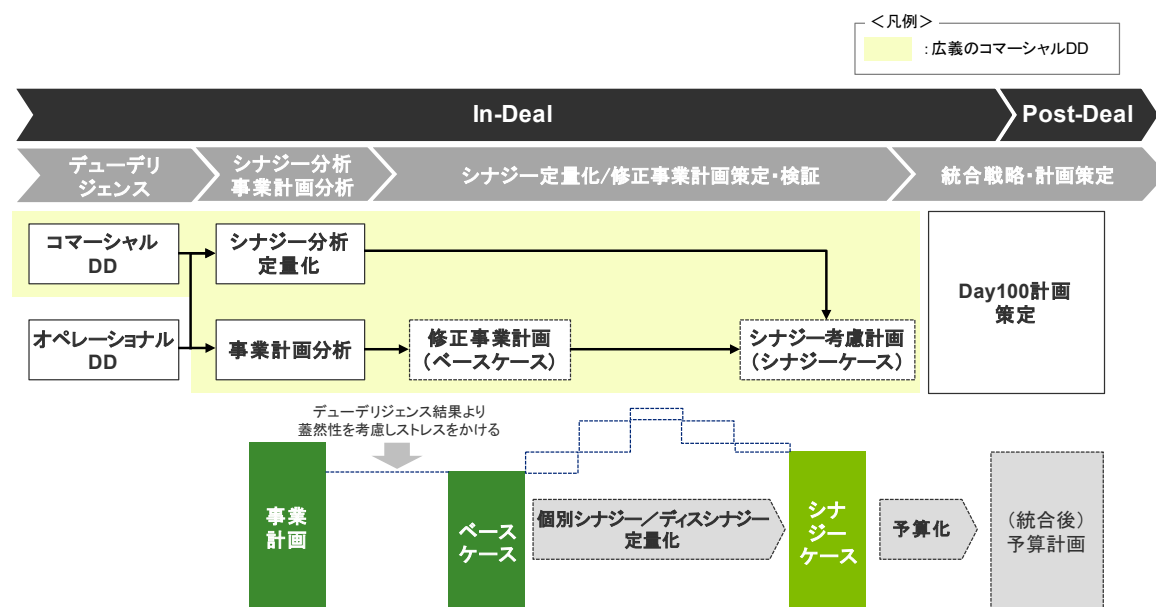 ＜凡例＞
：広義のコマーシャルDD
In-Deal
Post-Deal
デューデリ
ジェンス
シナジー分析
事業計画分析
シナジー定量化/修正事業計画策定・検証
統合戦略・計画策定
コマーシャル
DD
シナジー分析
定量化
オペレーショナル
DD
事業計画分析
修正事業計画
（ベースケース）
シナジー考慮計画
（シナジーケース）
Day100計画
策定
デューデリジェンス結果より
蓋然性を考慮しストレスをかける
事業
計画
ベース
ケース
個別シナジー／ディスシナジー
定量化
シナ
ジー
ケース
予算化
（統合後）
予算計画